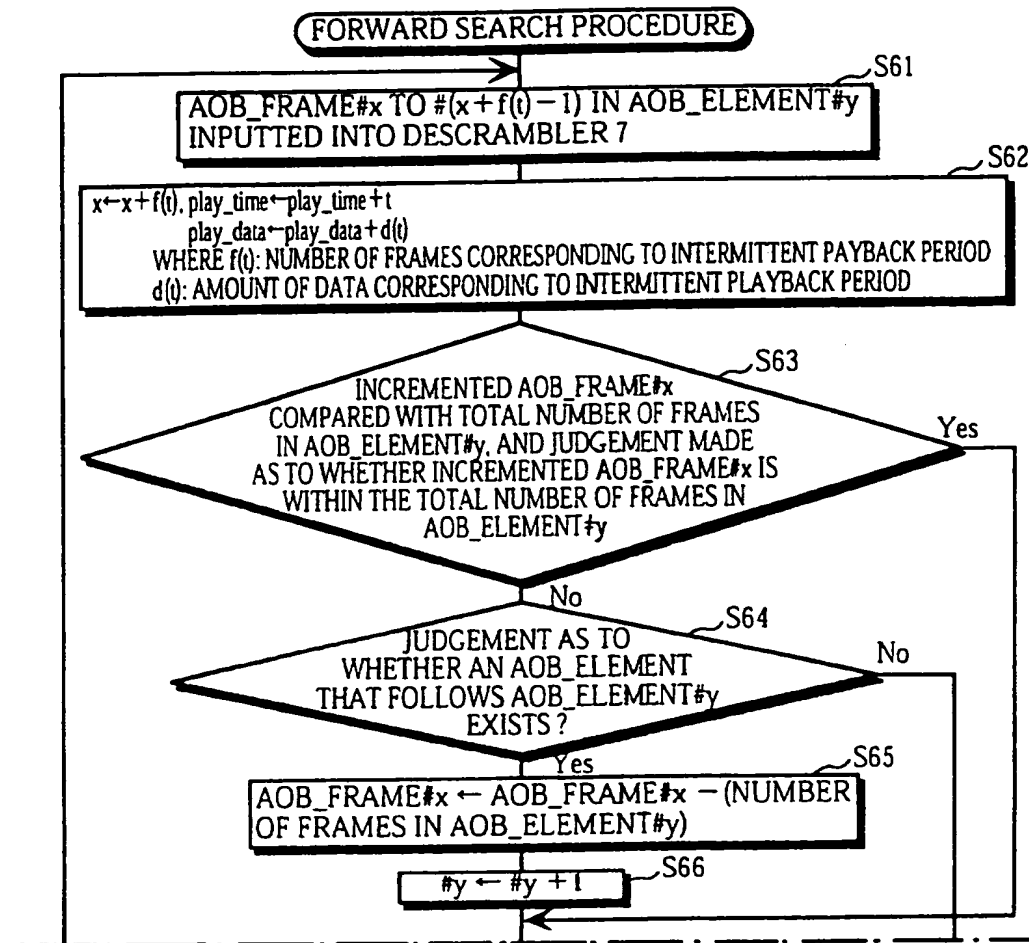 FORWARD SEARCH PROCEDURE
S61
AOB_FRAME#x TO #(x+f(t)−1) IN AOB_ELEMENT#y
INPUTTED INTO DESCRAMBLER 7
S62
x←x+f(t), play_time←play_time+t
play_data←play_data+d(t)
WHERE f(t): NUMBER OF FRAMES CORRESPONDING TO INTERMITTENT PAYBACK PERIOD
d(t): AMOUNT OF DATA CORRESPONDING TO INTERMITTENT PLAYBACK PERIOD
S63
INCREMENTED AOB_FRAME#x
COMPARED WITH TOTAL NUMBER OF FRAMES
IN AOB_ELEMENT#y, AND JUDGEMENT MADE
AS TO WHETHER INCREMENTED AOB_FRAME#x IS
WITHIN THE TOTAL NUMBER OF FRAMES IN
AOB_ELEMENT#y
Yes
No
S64
JUDGEMENT AS TO
WHETHER AN AOB_ELEMENT
THAT FOLLOWS AOB_ELEMENT#y
EXISTS ?
No
Yes
S65
AOB_FRAME#x ← AOB_FRAME#x −(NUMBER
OF FRAMES IN AOB_ELEMENT#y)
S66
#y ← #y +1